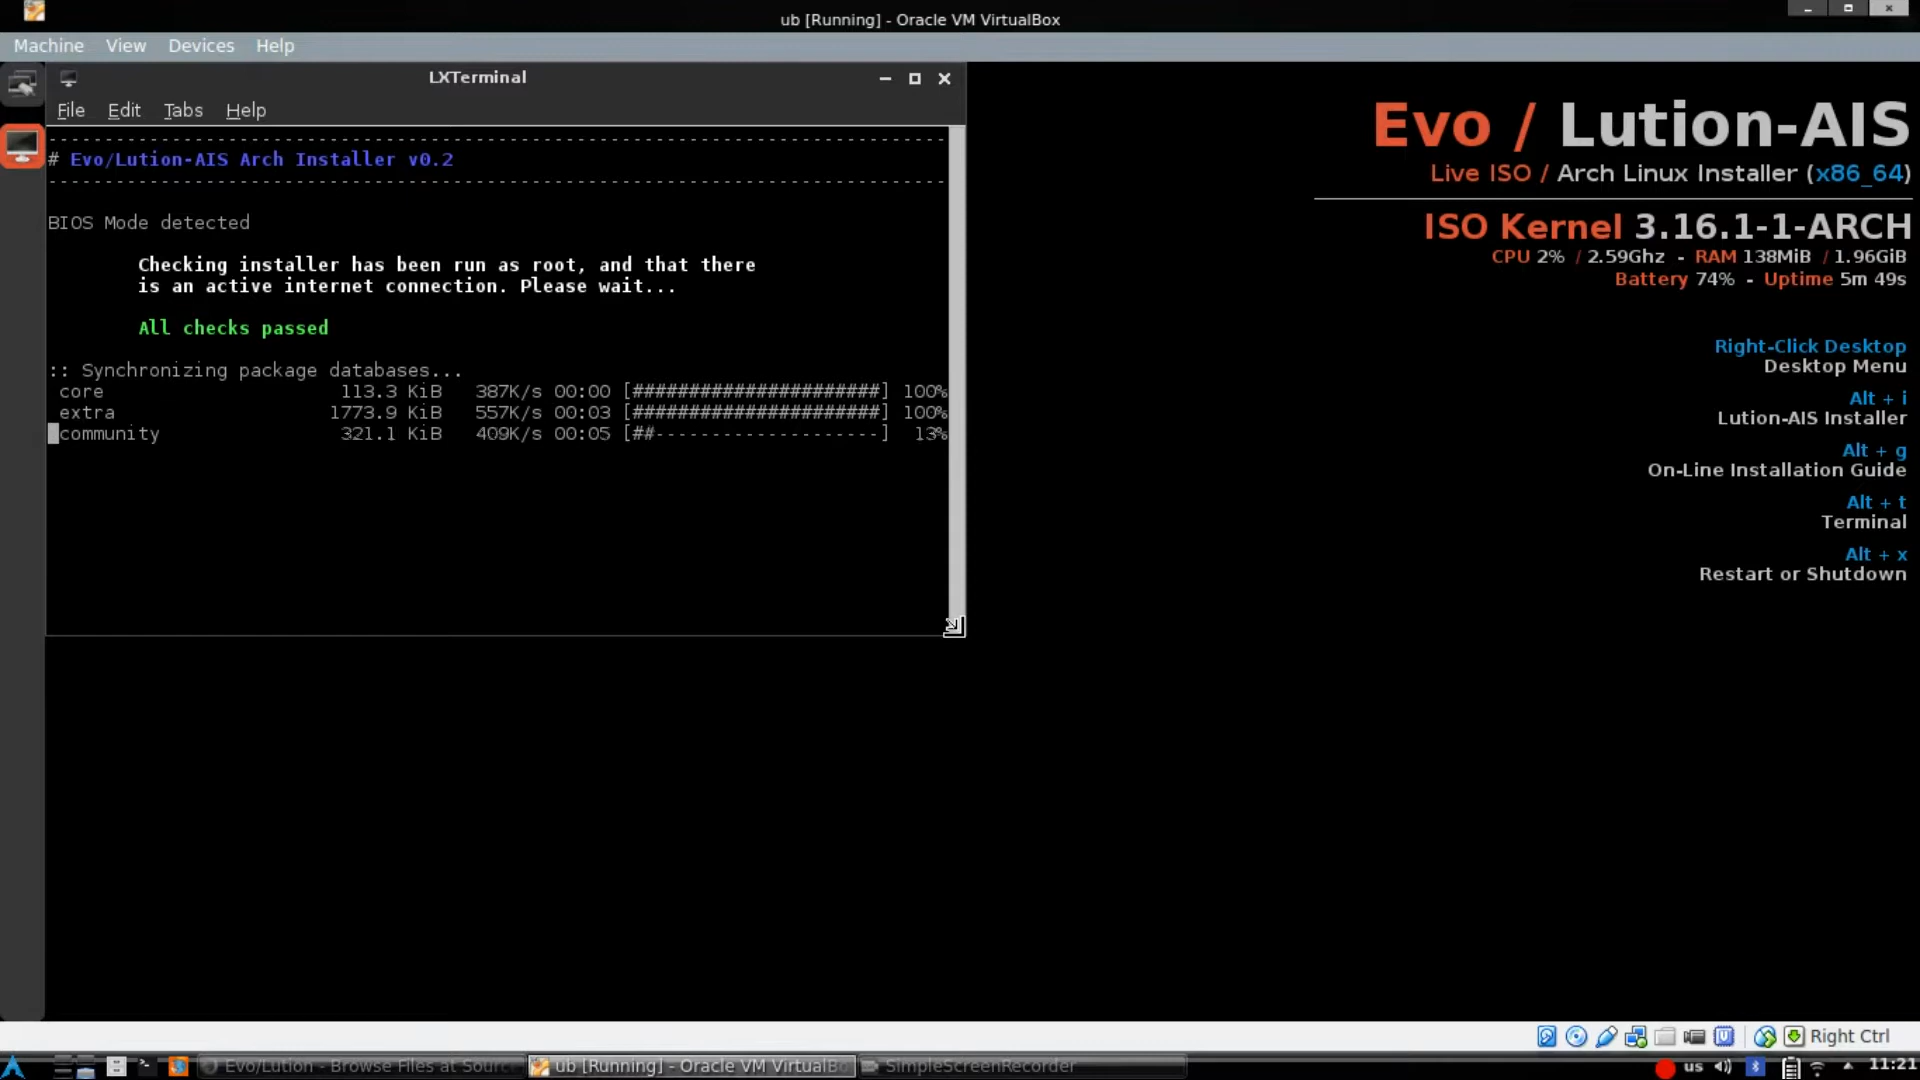 ub [Running] - Oracle VM VirtualBox
Machine View Devices Help
LXTerminal
File Edit Tabs Help
# Evo/Lution-AIS Arch Installer v0.2
BIOS Mode detected
Checking installer has been run as root, and that there
is an active internet connection. Please wait...
All checks passed
:: Synchronizing package databases...
core 113.3 KiB 387K/s 00:00 [######################] 100%
extra 1773.9 KiB 557K/s 00:03 [######################] 100%
community 321.1 KiB 409K/s 00:05 [##--------------------] 13%
Evo / Lution-AIS
Live ISO / Arch Linux Installer (x86_64)
ISO Kernel 3.16.1-1-ARCH
CPU 2% / 2.59Ghz - RAM 138MiB / 1.96GiB
Battery 74% - Uptime 5m 49s
Right-Click Desktop
Desktop Menu
Alt + i
Lution-AIS Installer
Alt + g
On-Line Installation Guide
Alt + t
Terminal
Alt + x
Restart or Shutdown
Right Ctrl
Evo/Lution - Browse Files at Sourc
ub [Running] - Oracle VM VirtualBo
SimpleScreenRecorder
us
11:21